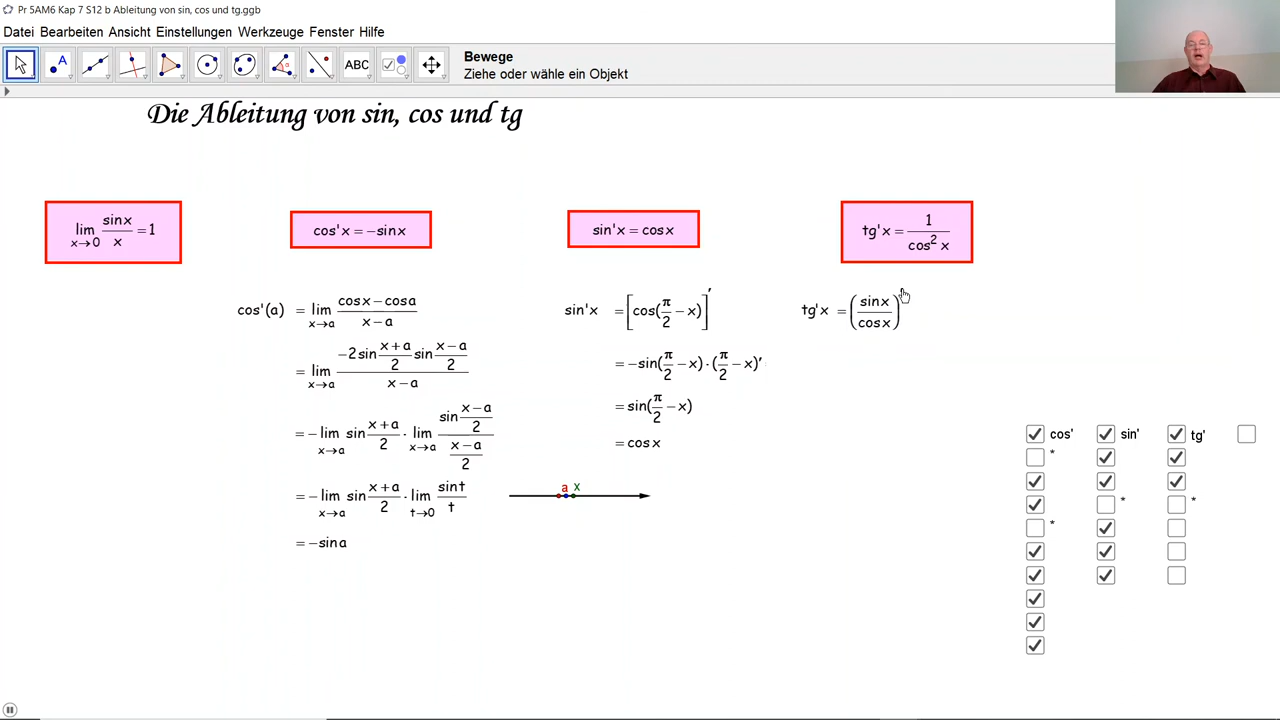 Pr 5AM6 Kap 7 S12 b Ableitung von sin, cos und tg.ggb
Datei Bearbeiten Ansicht Einstellungen Werkzeuge Fenster Hilfe
A ABC
Bewege
Ziehe oder wähle ein Objekt
Die Ableitung von sin, cos und tg
lim x→0 sinx/x = 1
cos'x = −sinx
sin'x = cosx
tg'x = 1/cos² x
cos'(a) = lim x→a (cosx − cosa)/(x − a)
= lim x→a (−2sin (x+a)/2 sin (x−a)/2)/(x − a)
= −lim x→a sin (x+a)/2 · lim x→a (sin (x−a)/2)/((x−a)/2)
= −lim x→a sin (x+a)/2 · lim t→0 sint/t
= −sina
sin'x = [cos(π/2 − x)]′
= −sin(π/2 − x) · (π/2 − x)′
= sin(π/2 − x)
= cosx
a x
tg'x = (sinx/cosx)
cos' sin' tg'
*
* *
*